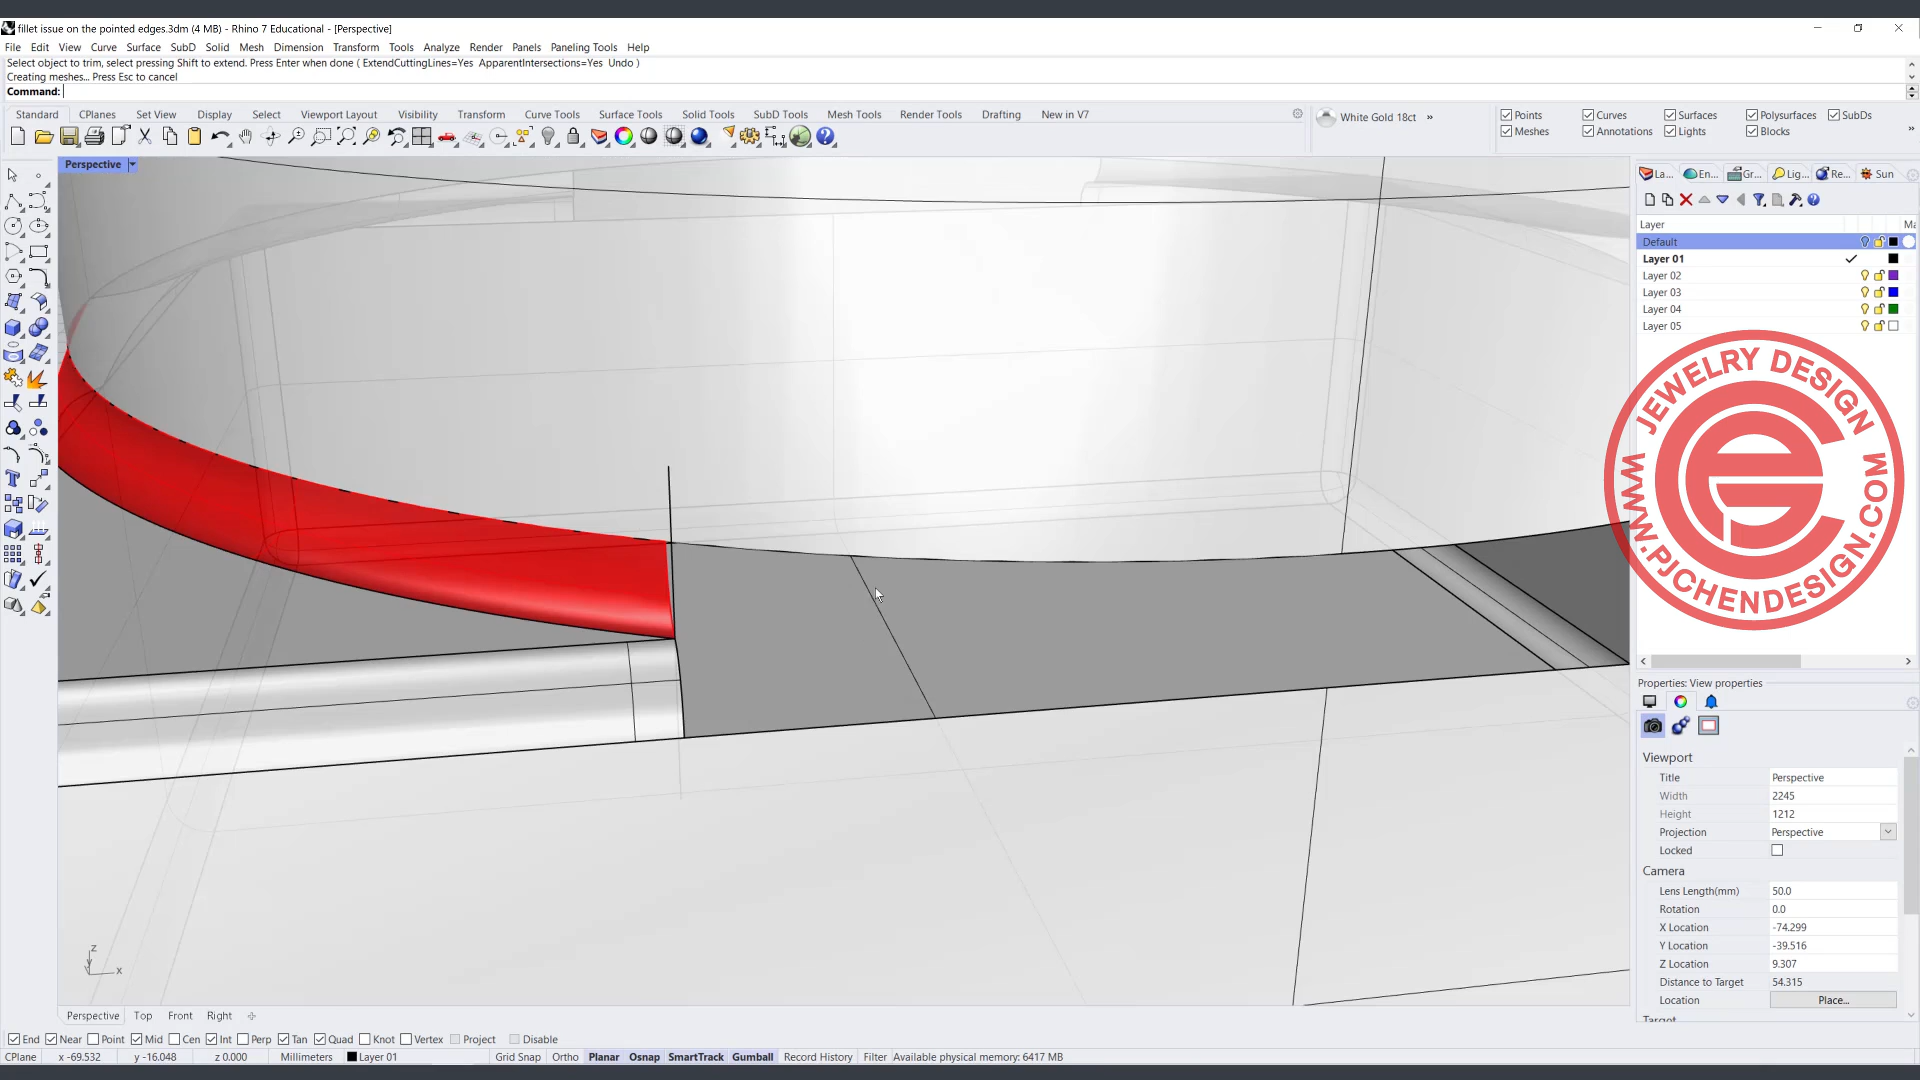 fillet issue on the pointed edges.3dm (4 MB) - Rhino 7 Educational - [Perspective]
File Edit View Curve Surface SubD Solid Mesh Dimension Transform Tools Analyze Render Panels Paneling Tools Help
Select object to trim, select pressing Shift to extend. Press Enter when done ( ExtendCuttingLines=Yes ApparentIntersections=Yes Undo )
Creating meshes... Press Esc to cancel
Command:
Standard CPlanes Set View Display Select Viewport Layout Visibility Transform Curve Tools Surface Tools Solid Tools SubD Tools Mesh Tools Render Tools Drafting New in V7
White Gold 18ct »
Points Curves Surfaces Polysurfaces SubDs
Meshes Annotations Lights Blocks »
Perspective
La... En... Gr... Lig... Re... Sun
Layer Ma
Default
Layer 01
Layer 02
Layer 03
Layer 04
Layer 05
JEWELRY DESIGN
WWW.PJCHENDESIGN.COM
Properties: View properties
Viewport
Title Perspective
Width 2245
Height 1212
Projection Perspective
Locked
Camera
Lens Length(mm) 50.0
Rotation 0.0
X Location -74.299
Y Location -39.516
Z Location 9.307
Distance to Target 54.315
Location Place...
Target
z
y x
Perspective Top Front Right
End Near Point Mid Cen Int Perp Tan Quad Knot Vertex Project Disable
CPlane x -69.532 y -16.048 z 0.000 Millimeters Layer 01 Grid Snap Ortho Planar Osnap SmartTrack Gumball Record History Filter Available physical memory: 6417 MB